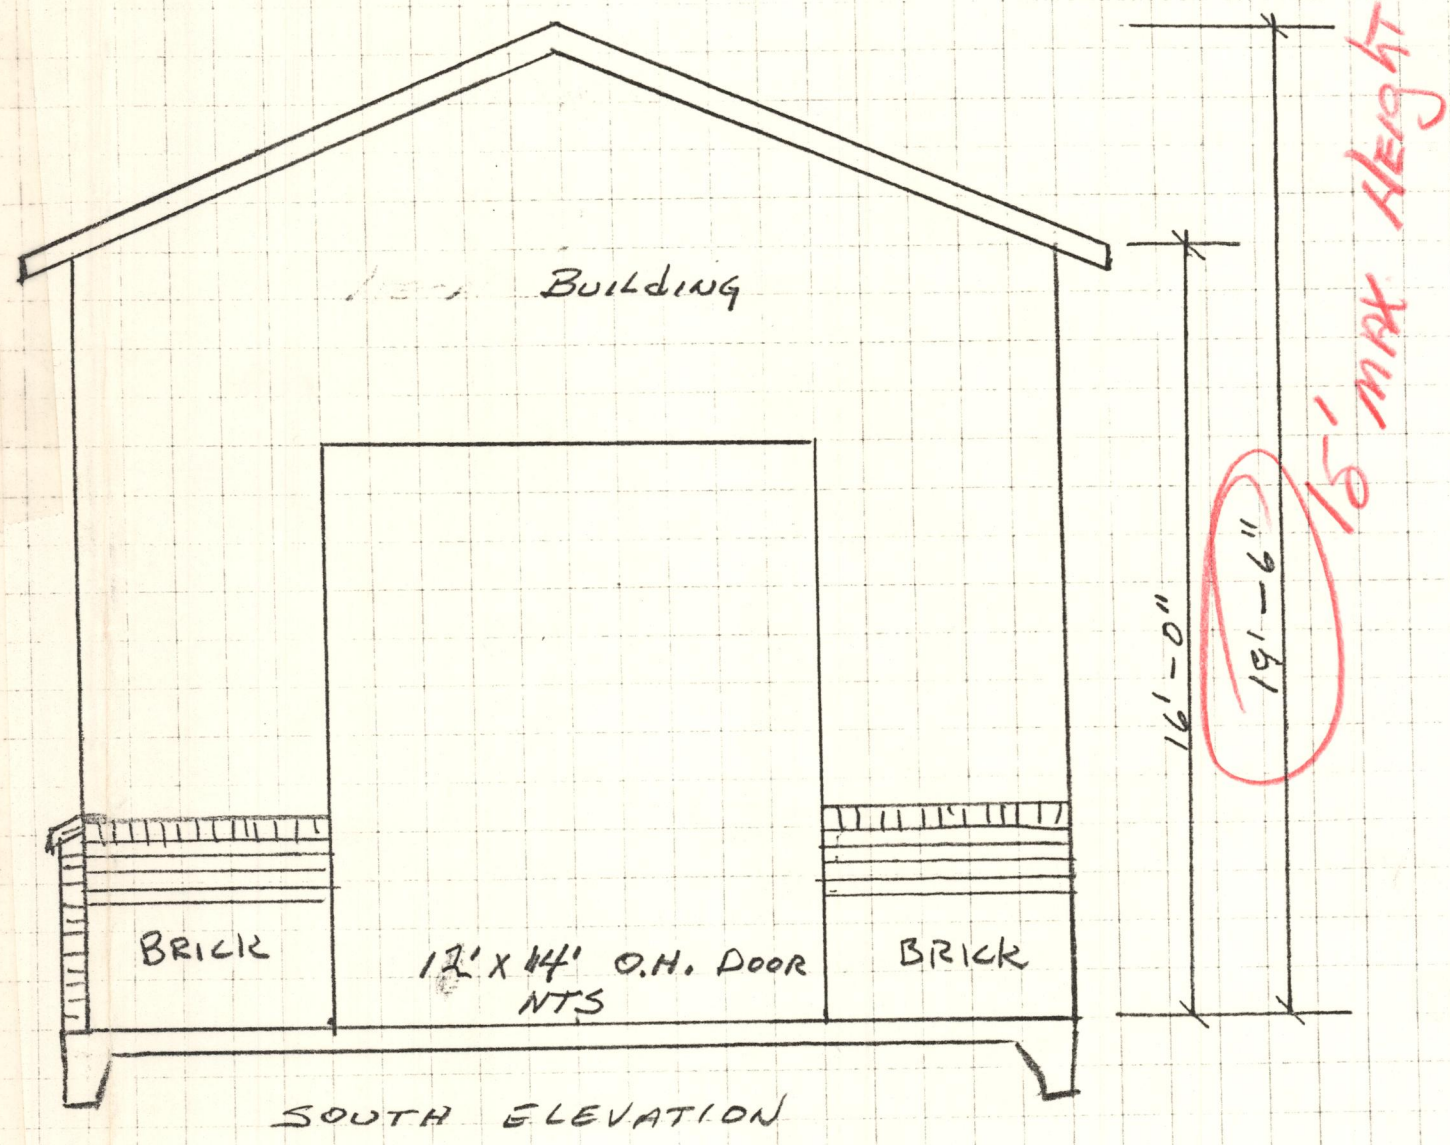 Building
BRICK
12' X 14' O.H. DOOR
NTS
BRICK
SOUTH ELEVATION
16'-0"
19'-6"
15' MAX HEIGHT